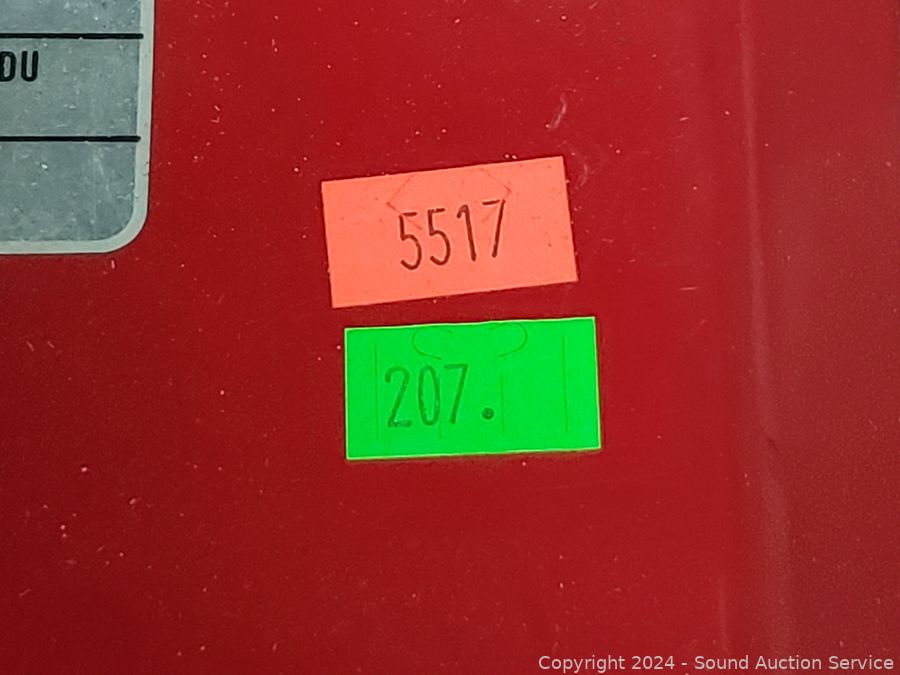 DU
5517
207.
Copyright 2024 - Sound Auction Service